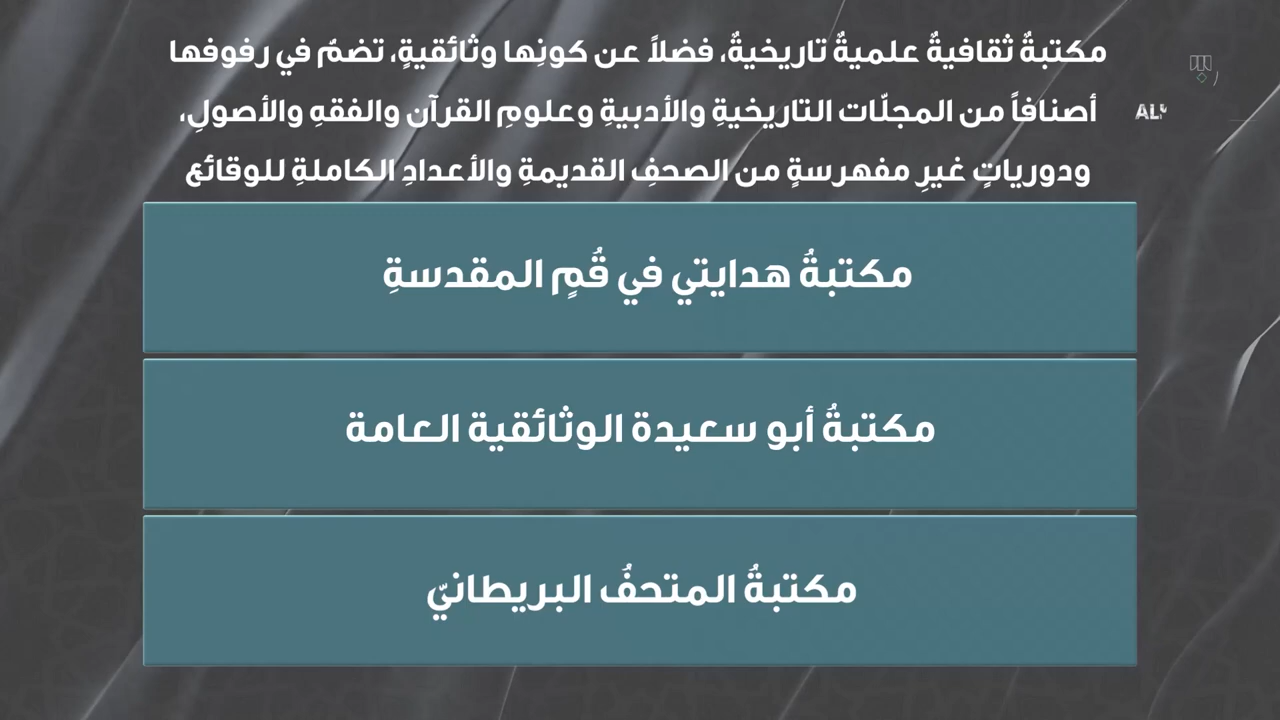 مكتبةٌ ثقافيةٌ علميةٌ تاريخيةٌ، فضلاً عن كونِها وثائقيةٍ، تضمّ في رفوفها
أصنافاً من المجلّات التاريخيةِ والأدبيةِ وعلومِ القرآن والفقهِ والأصولِ،
ودورياتٍ غيرِ مفهرسةٍ من الصحفِ القديمةِ والأعدادِ الكاملةِ للوقائع
مكتبةُ هدايتي في قُمٍ المقدسةِ
مكتبةُ أبو سعيدة الوثائقية العامة
مكتبةُ المتحفُ البريطانيّ